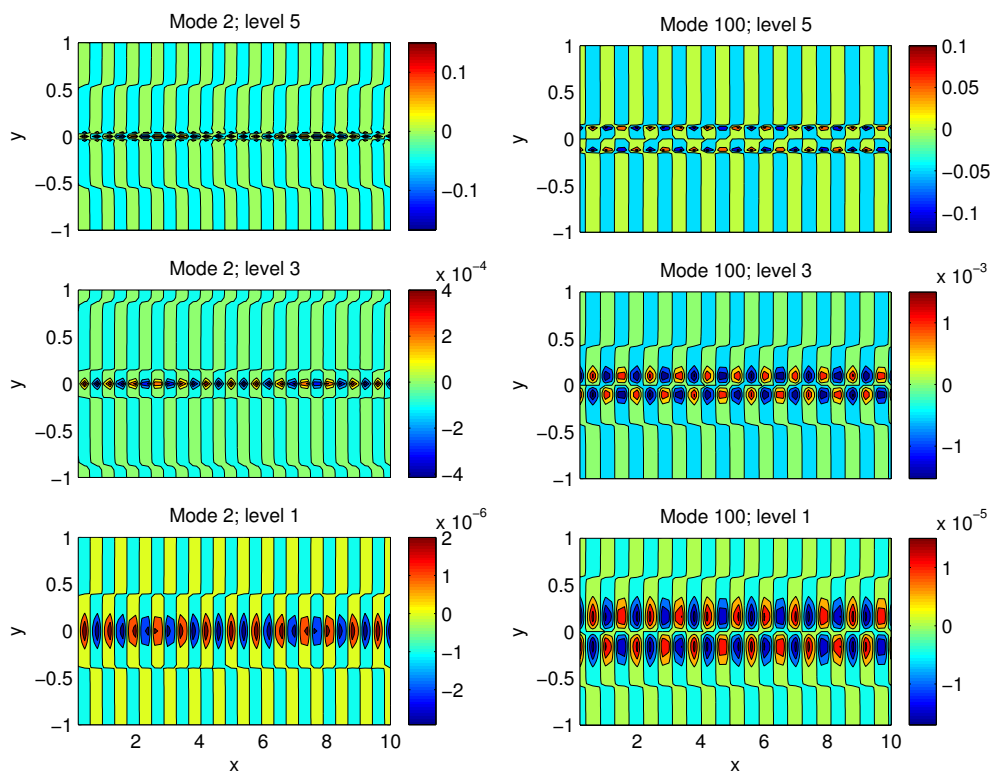 Mode 2; level 5
1
0.5
0
−0.5
−1
y
0.1
0
−0.1
Mode 100; level 5
1
0.5
0
−0.5
−1
y
0.1
0.05
0
−0.05
−0.1
Mode 2; level 3
1
0.5
0
−0.5
−1
y
x 10⁻⁴
4
2
0
−2
−4
Mode 100; level 3
1
0.5
0
−0.5
−1
y
x 10⁻³
1
0
−1
Mode 2; level 1
1
0.5
0
−0.5
−1
y
2 4 6 8 10
x
x 10⁻⁶
2
1
0
−1
−2
Mode 100; level 1
1
0.5
0
−0.5
−1
y
2 4 6 8 10
x
x 10⁻⁵
1
0
−1